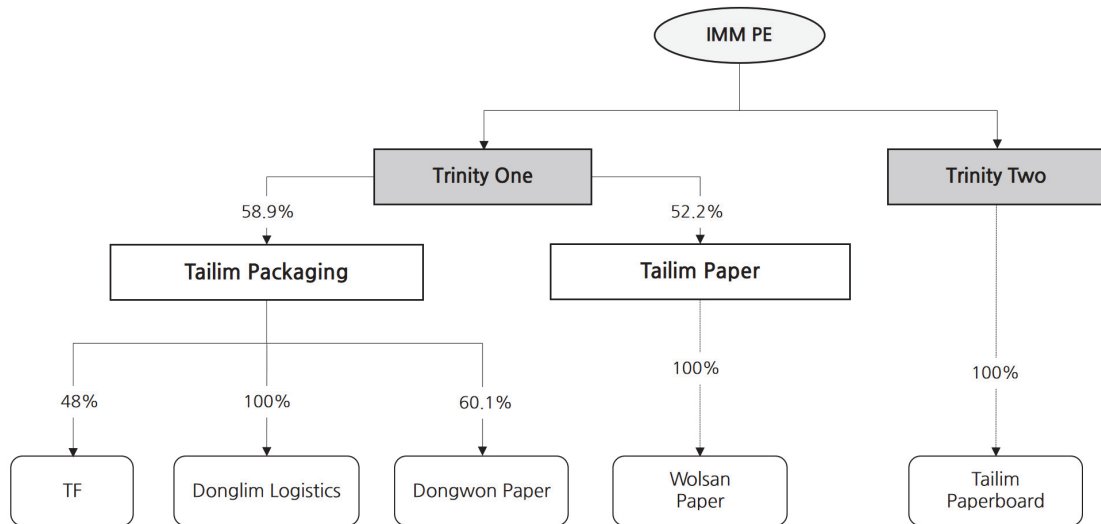 IMM PE
Trinity One
Trinity Two
58.9%
52.2%
Tailim Packaging
Tailim Paper
100%
100%
48%
100%
60.1%
TF
Donglim Logistics
Dongwon Paper
Wolsan
Paper
Tailim
Paperboard